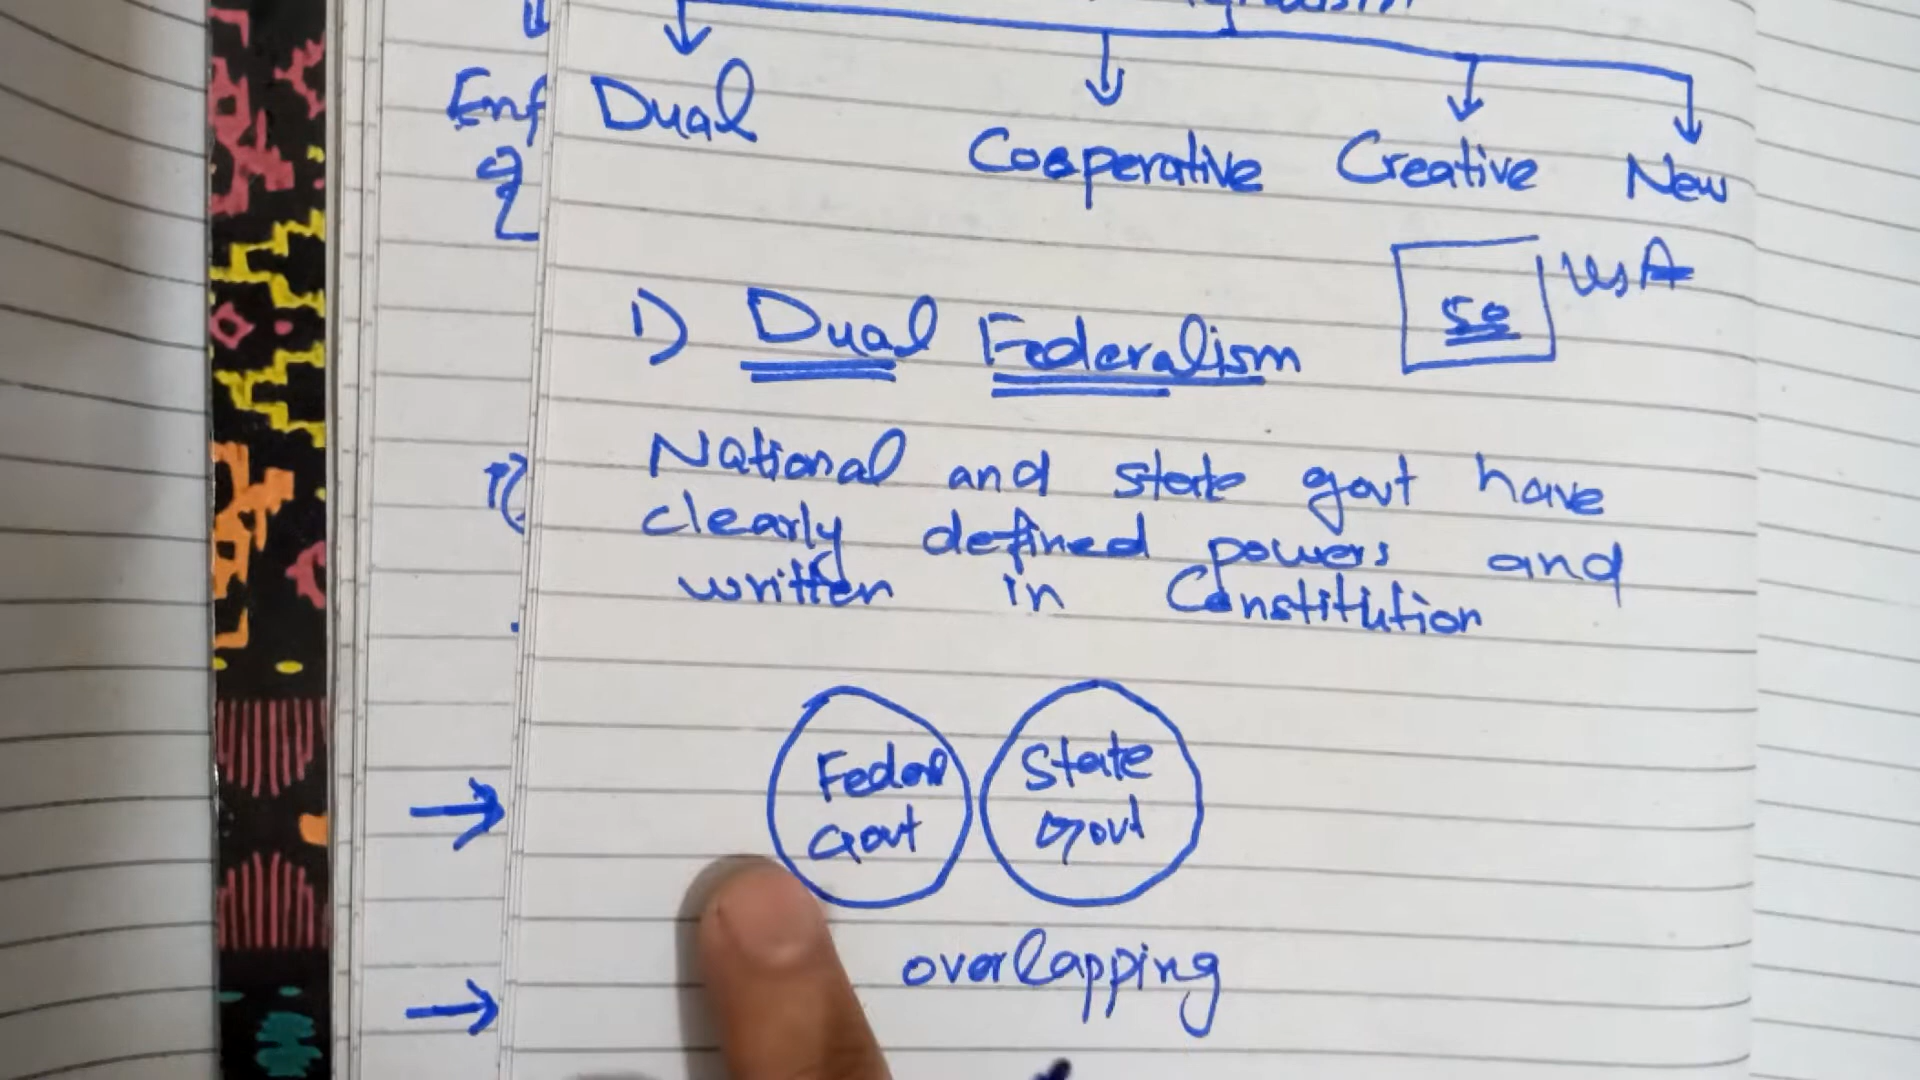 Dual
Cooperative Creative New
50 USA
1) Dual Federalism
National and state govt have
clearly defined powers and
written in Constitution
Federal State
Govt Govt
overlapping